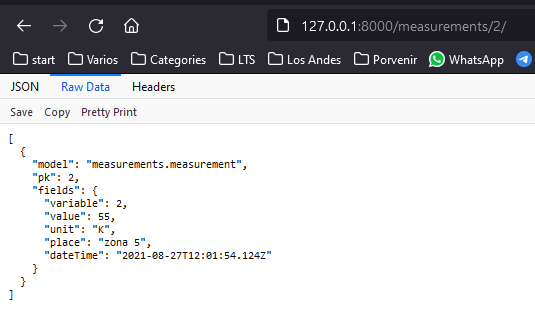 127.0.0.1:8000/measurements/2/
start Varios Categories LTS Los Andes Porvenir WhatsApp
JSON Raw Data Headers
Save Copy Pretty Print
[
  {
    "model": "measurements.measurement",
    "pk": 2,
    "fields": {
      "variable": 2,
      "value": 55,
      "unit": "K",
      "place": "zona 5",
      "dateTime": "2021-08-27T12:01:54.124Z"
    }
  }
]